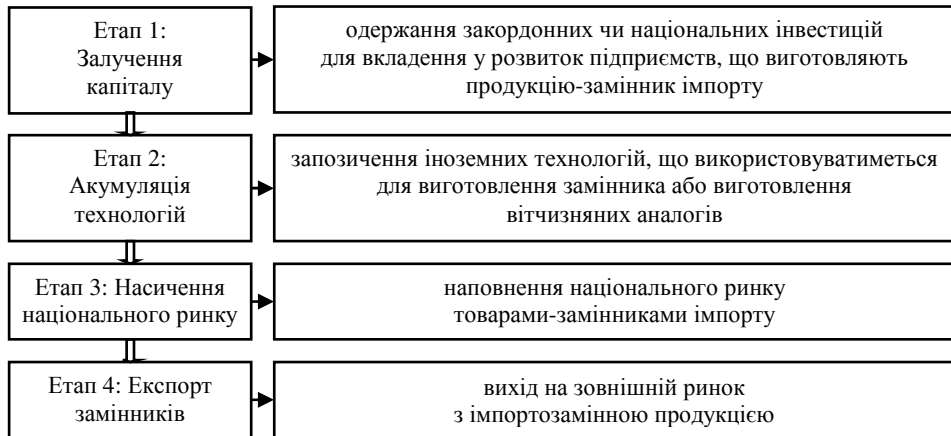 Етап 1:
Залучення
капіталу
одержання закордонних чи національних інвестицій
для вкладення у розвиток підприємств, що виготовляють
продукцію-замінник імпорту
Етап 2:
Акумуляція
технологій
запозичення іноземних технологій, що використовуватиметься
для виготовлення замінника або виготовлення
вітчизняних аналогів
Етап 3: Насичення
національного ринку
наповнення національного ринку
товарами-замінниками імпорту
Етап 4: Експорт
замінників
вихід на зовнішній ринок
з імпортозамінною продукцією